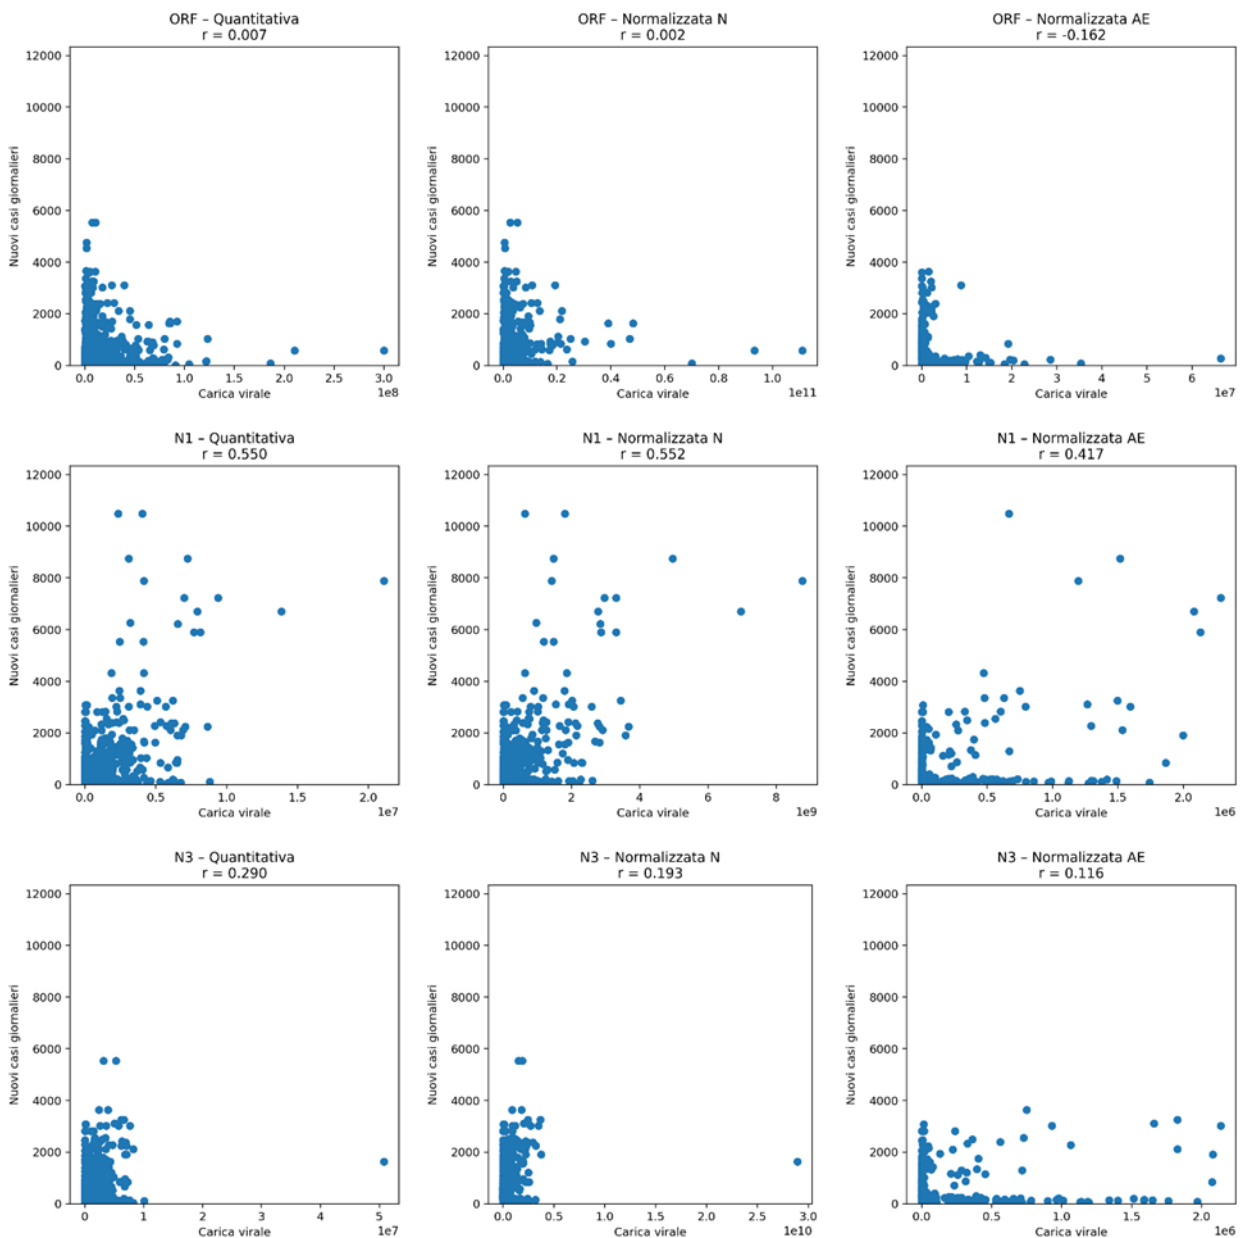 ORF – Quantitativa
r = 0.007
12000
10000
8000
6000
4000
2000
0
Nuovi casi giornalieri
0.0 0.5 1.0 1.5 2.0 2.5 3.0
1e8
Carica virale
ORF – Normalizzata N
r = 0.002
12000
10000
8000
6000
4000
2000
0
Nuovi casi giornalieri
0.0 0.2 0.4 0.6 0.8 1.0
1e11
Carica virale
ORF – Normalizzata AE
r = -0.162
12000
10000
8000
6000
4000
2000
0
Nuovi casi giornalieri
0 1 2 3 4 5 6
1e7
Carica virale
N1 – Quantitativa
r = 0.550
12000
10000
8000
6000
4000
2000
0
Nuovi casi giornalieri
0.0 0.5 1.0 1.5 2.0
1e7
Carica virale
N1 – Normalizzata N
r = 0.552
12000
10000
8000
6000
4000
2000
0
Nuovi casi giornalieri
0 2 4 6 8
1e9
Carica virale
N1 – Normalizzata AE
r = 0.417
12000
10000
8000
6000
4000
2000
0
Nuovi casi giornalieri
0.0 0.5 1.0 1.5 2.0
1e6
Carica virale
N3 – Quantitativa
r = 0.290
12000
10000
8000
6000
4000
2000
0
Nuovi casi giornalieri
0 1 2 3 4 5
1e7
Carica virale
N3 – Normalizzata N
r = 0.193
12000
10000
8000
6000
4000
2000
0
Nuovi casi giornalieri
0.0 0.5 1.0 1.5 2.0 2.5 3.0
1e10
Carica virale
N3 – Normalizzata AE
r = 0.116
12000
10000
8000
6000
4000
2000
0
Nuovi casi giornalieri
0.0 0.5 1.0 1.5 2.0
1e6
Carica virale